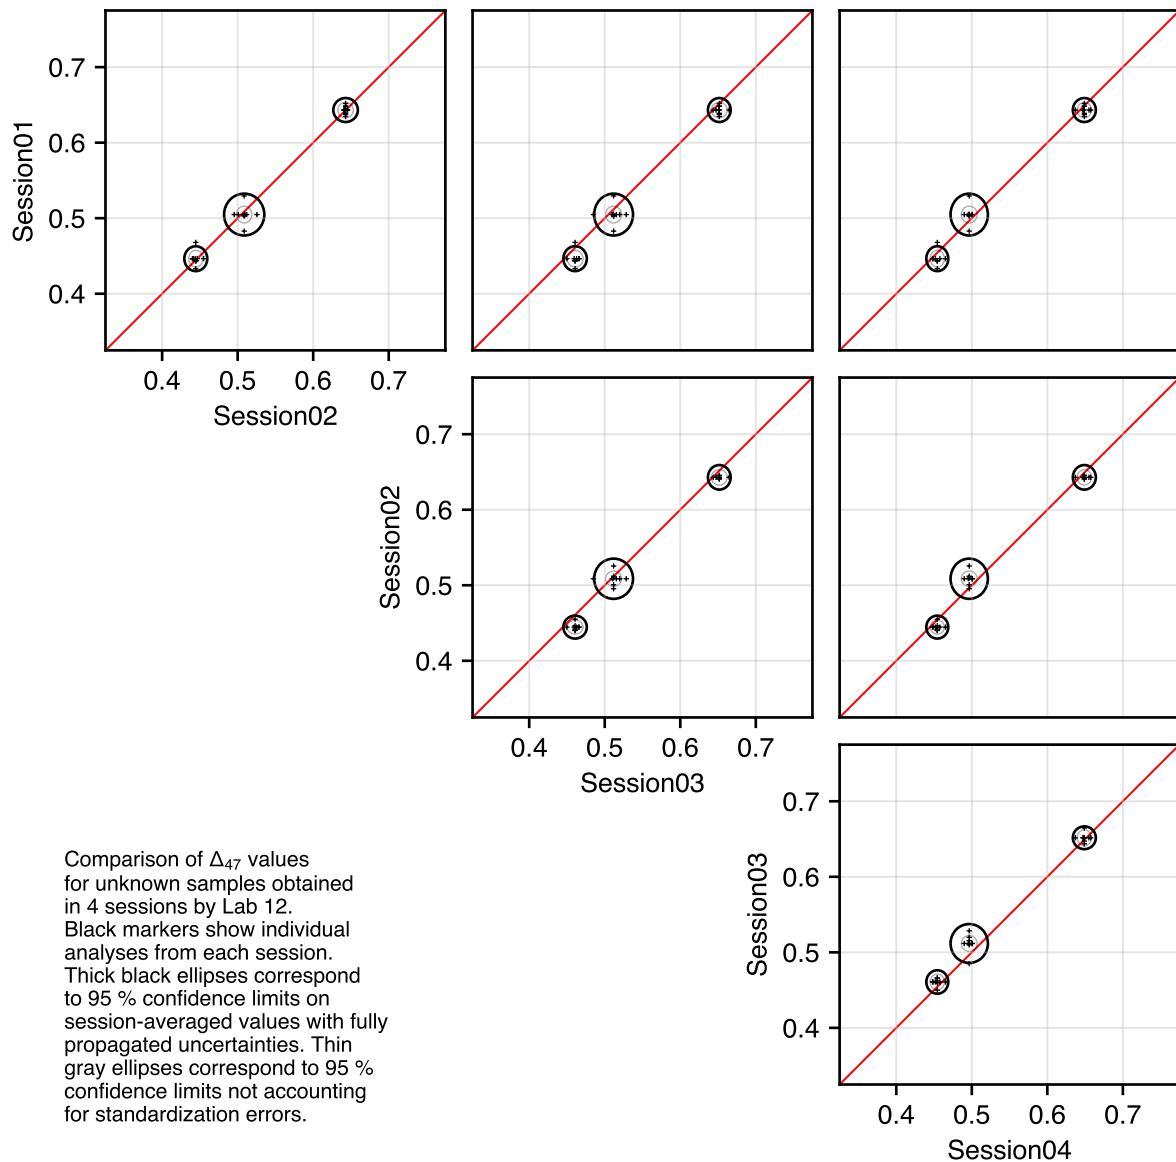 0.7
0.6
0.5
0.4
Session01
0.4 0.5 0.6 0.7
Session02
0.7
0.6
0.5
0.4
Session02
0.4 0.5 0.6 0.7
Session03
0.7
0.6
0.5
0.4
Session03
0.4 0.5 0.6 0.7
Session04
Comparison of Δ₄₇ values
for unknown samples obtained
in 4 sessions by Lab 12.
Black markers show individual
analyses from each session.
Thick black ellipses correspond
to 95 % confidence limits on
session-averaged values with fully
propagated uncertainties. Thin
gray ellipses correspond to 95 %
confidence limits not accounting
for standardization errors.